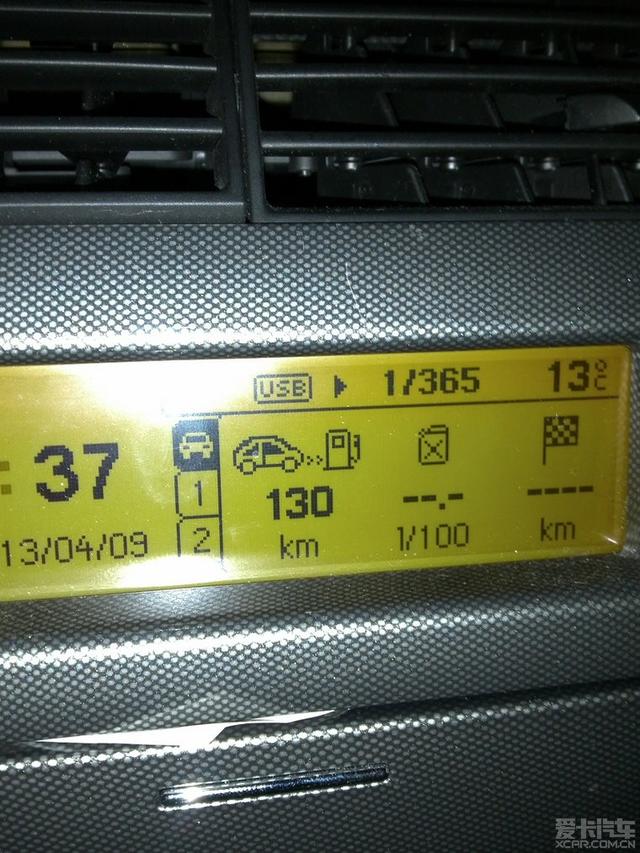 USB 1/365 13°C
:37
13/04/09
1
2
130 --.- ----
km l/100 km
爱卡汽车
XCAR.COM.CN